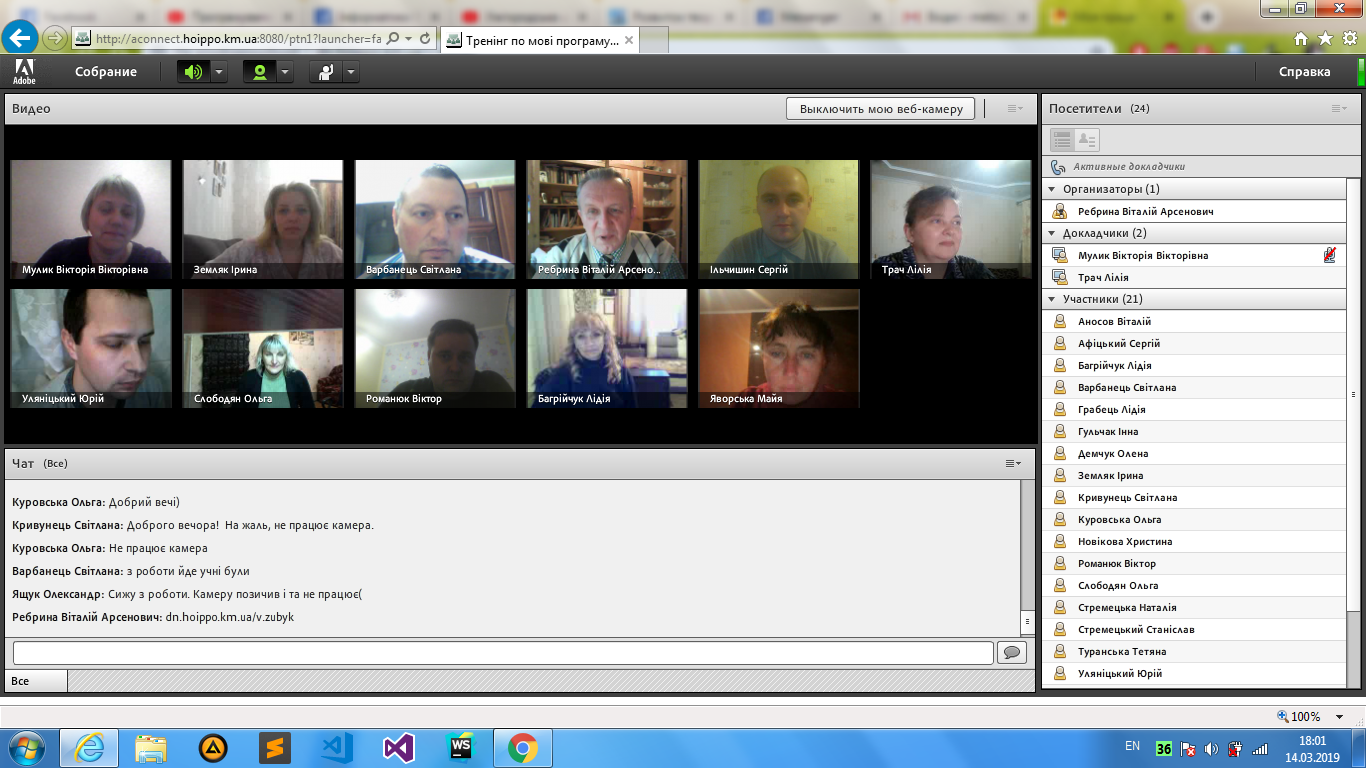 http://aconnect.hoippo.km.ua:8080/ptn1?launcher=fa
Тренінг по мові програму...
Adobe
Собрание
Справка
Видео
Выключить мою веб-камеру
Мулик Вікторія Вікторівна
Земляк Ірина
Варбанець Світлана
Ребрина Віталій Арсено...
Ільчишин Сергій
Трач Лілія
Уляніцький Юрій
Слободян Ольга
Романюк Віктор
Багрійчук Лідія
Яворська Майя
Чат (Все)
Куровська Ольга: Добрий вечі)
Кривунець Світлана: Доброго вечора! На жаль, не працює камера.
Куровська Ольга: Не працює камера
Варбанець Світлана: з роботи йде учні були
Ящук Олександр: Сижу з роботи. Камеру позичив і та не працює(
Ребрина Віталій Арсенович: dn.hoippo.km.ua/v.zubyk
Все
Посетители (24)
Активные докладчики
Организаторы (1)
Ребрина Віталій Арсенович
Докладчики (2)
Мулик Вікторія Вікторівна
Трач Лілія
Участники (21)
Аносов Віталій
Афіцький Сергій
Багрійчук Лідія
Варбанець Світлана
Грабець Лідія
Гульчак Інна
Демчук Олена
Земляк Ірина
Кривунець Світлана
Куровська Ольга
Новікова Христина
Романюк Віктор
Слободян Ольга
Стремецька Наталія
Стремецький Станіслав
Туранська Тетяна
Уляніцький Юрій
100%
WS
EN
36
18:01
14.03.2019